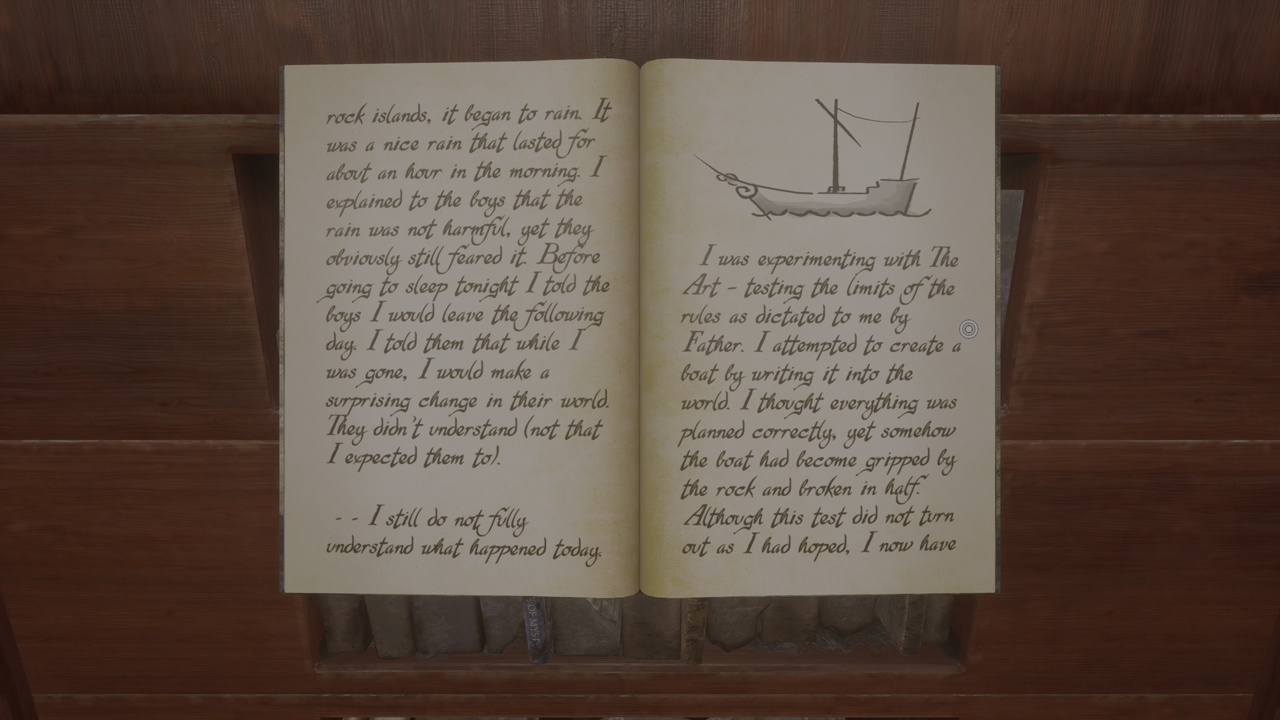 rock islands, it began to rain. It
was a nice rain that lasted for
about an hour in the morning. I
explained to the boys that the
rain was not harmful, yet they
obviously still feared it. Before
going to sleep tonight I told the
boys I would leave the following
day. I told them that while I
was gone, I would make a
surprising change in their world.
They didn't understand (not that
I expected them to).
-- I still do not fully
understand what happened today.
I was experimenting with The
Art - testing the limits of the
rules as dictated to me by
Father. I attempted to create a
boat by writing it into the
world. I thought everything was
planned correctly, yet somehow
the boat had become gripped by
the rock and broken in half.
Although this test did not turn
out as I had hoped, I now have
OF MYST